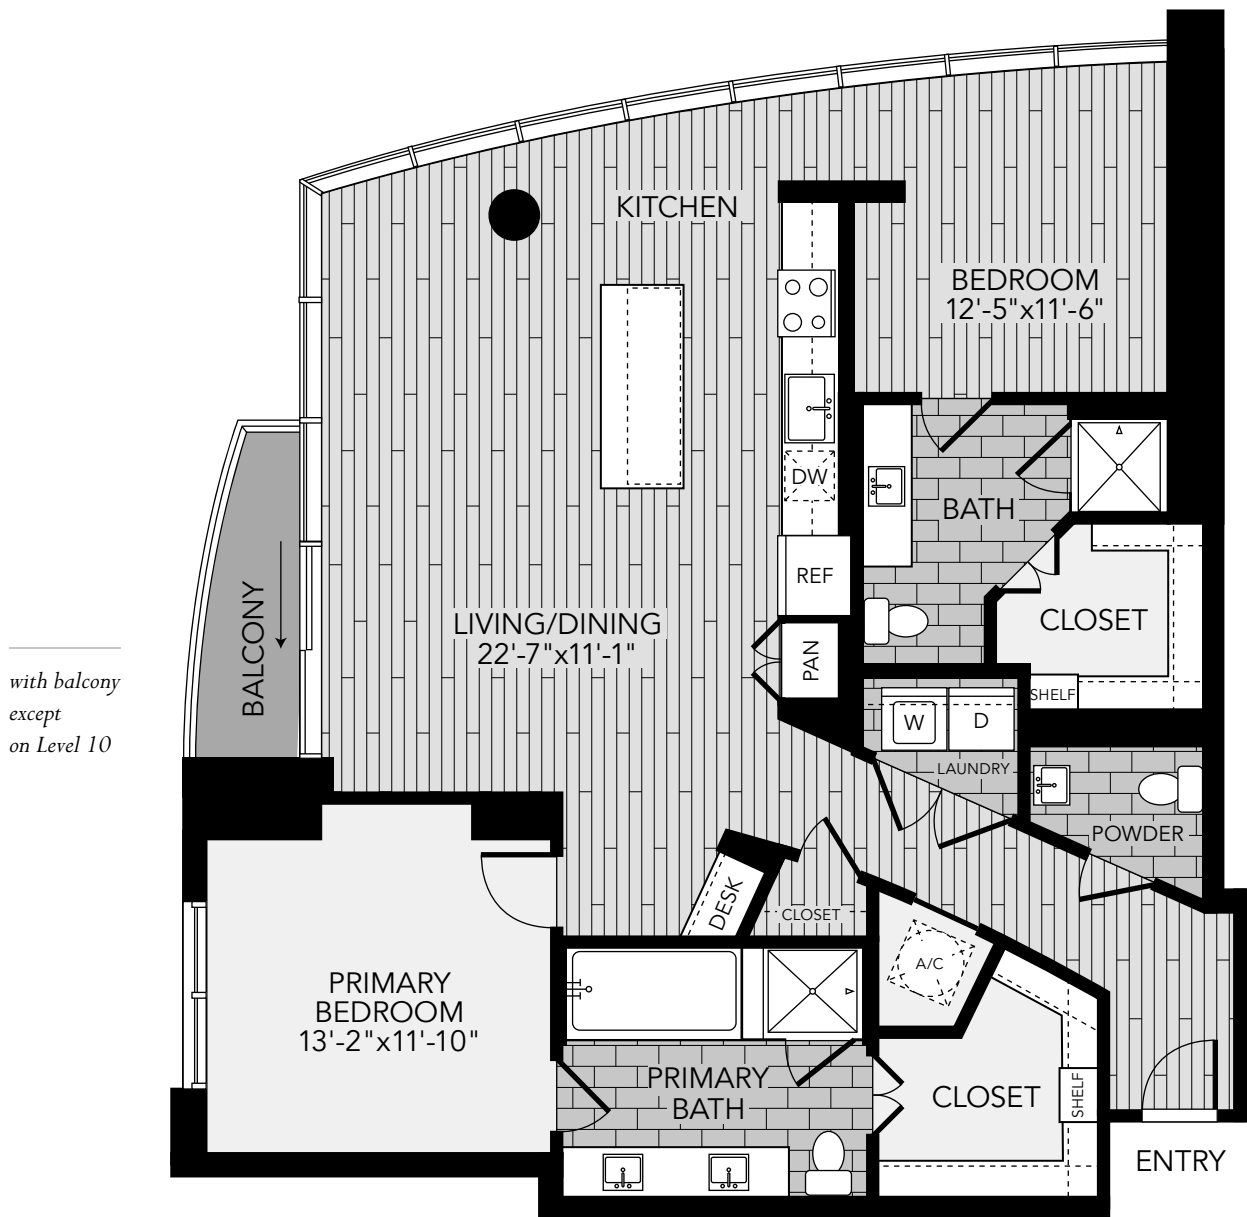 KITCHEN
BEDROOM
12'-5"x11'-6"
DW
BATH
REF
LIVING/DINING
22'-7"x11'-1"
PAN
CLOSET
SHELF
BALCONY
with balcony
except
on Level 10
W
D
LAUNDRY
POWDER
DESK
CLOSET
A/C
PRIMARY
BEDROOM
13'-2"x11'-10"
PRIMARY
BATH
CLOSET
SHELF
ENTRY